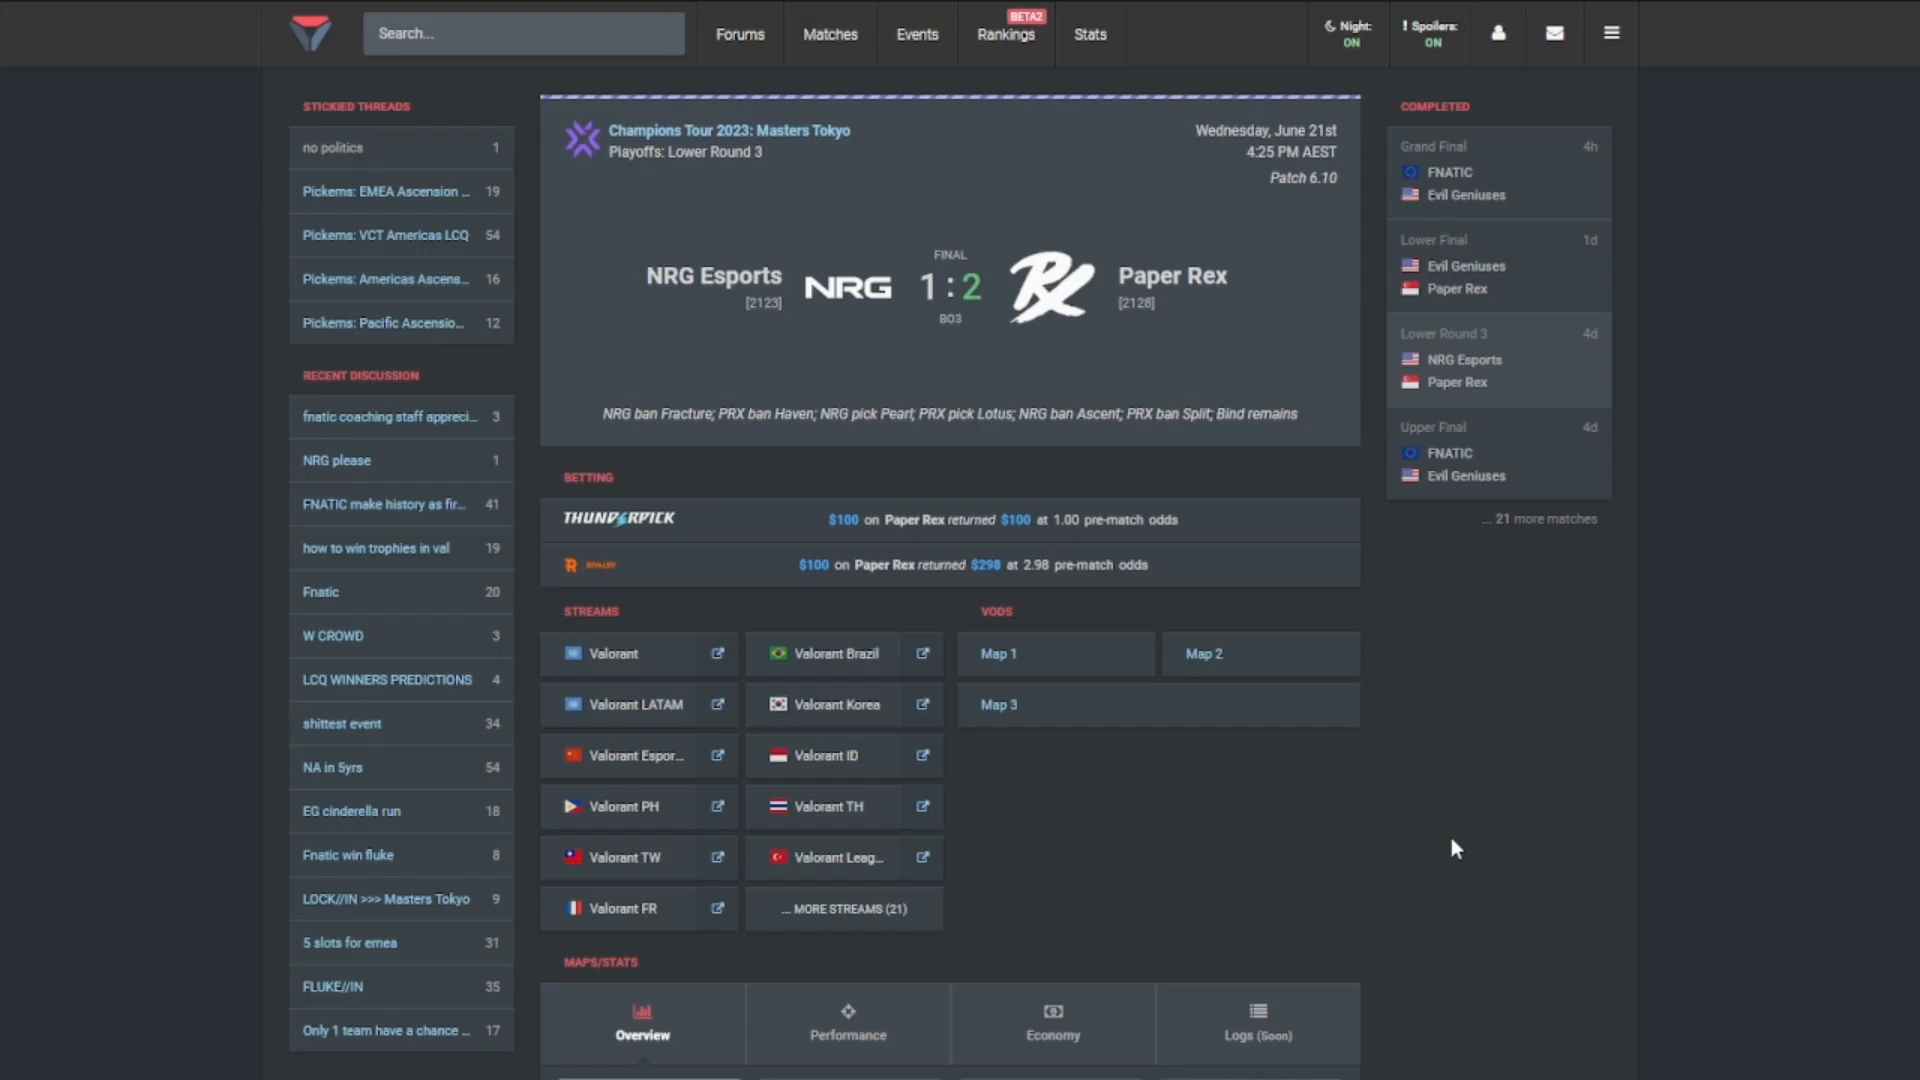 Search...
Forums
Matches
Events
BETA2
Rankings
Stats
Night:
ON
! Spoilers:
ON
STICKIED THREADS
no politics 1
Pickems: EMEA Ascension ... 19
Pickems: VCT Americas LCQ 54
Pickems: Americas Ascens... 16
Pickems: Pacific Ascensio... 12
RECENT DISCUSSION
fnatic coaching staff appreci... 3
NRG please 1
FNATIC make history as fir... 41
how to win trophies in val 19
Fnatic 20
W CROWD 3
LCQ WINNERS PREDICTIONS 4
shittest event 34
NA in 5yrs 54
EG cinderella run 18
Fnatic win fluke 8
LOCK//IN >>> Masters Tokyo 9
5 slots for emea 31
FLUKE//IN 35
Only 1 team have a chance ... 17
Champions Tour 2023: Masters Tokyo
Playoffs: Lower Round 3
Wednesday, June 21st
4:25 PM AEST
Patch 6.10
NRG Esports
[2123]
NRG
FINAL
1 : 2
BO3
Paper Rex
[2128]
NRG ban Fracture; PRX ban Haven; NRG pick Pearl; PRX pick Lotus; NRG ban Ascent; PRX ban Split; Bind remains
BETTING
THUNDERPICK
$100 on Paper Rex returned $100 at 1.00 pre-match odds
RIVALRY
$100 on Paper Rex returned $298 at 2.98 pre-match odds
STREAMS
Valorant
Valorant Brazil
Valorant LATAM
Valorant Korea
Valorant Espor...
Valorant ID
Valorant PH
Valorant TH
Valorant TW
Valorant Leag...
Valorant FR
... MORE STREAMS (21)
VODS
Map 1
Map 2
Map 3
MAPS/STATS
Overview
Performance
Economy
Logs (Soon)
COMPLETED
Grand Final 4h
FNATIC
Evil Geniuses
Lower Final 1d
Evil Geniuses
Paper Rex
Lower Round 3 4d
NRG Esports
Paper Rex
Upper Final 4d
FNATIC
Evil Geniuses
... 21 more matches